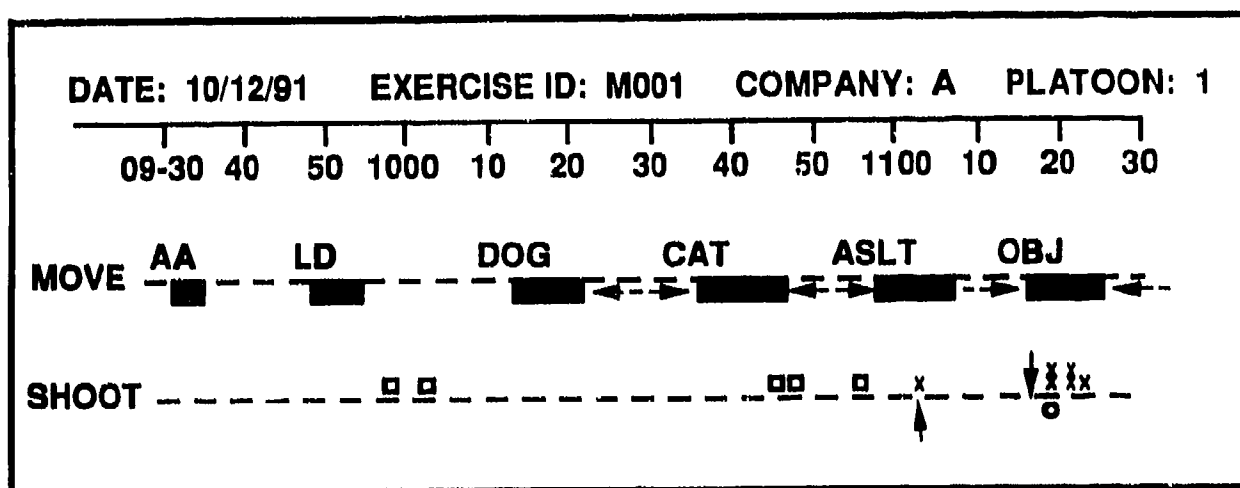 DATE: 10/12/91 EXERCISE ID: M001 COMPANY: A PLATOON: 1
09-30 40 50 1000 10 20 30 40 50 1100 10 20 30
AA LD DOG CAT ASLT OBJ
MOVE
SHOOT